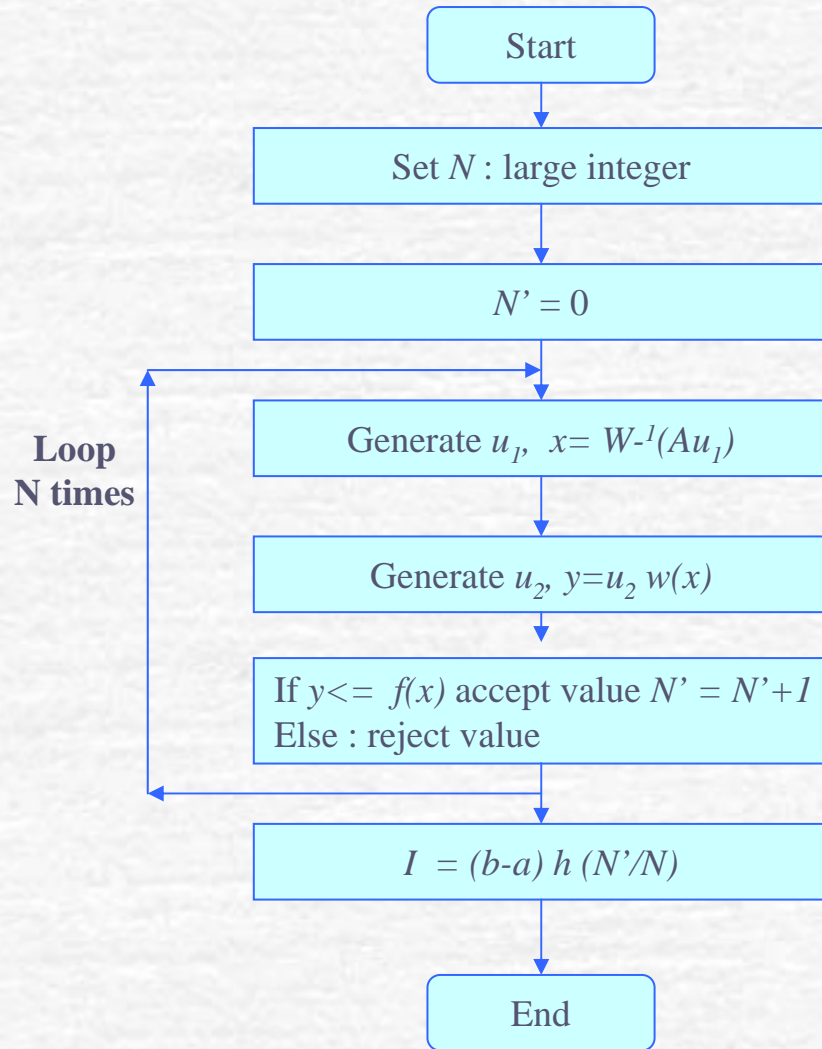 Start
Set N : large integer
N’ = 0
Loop
N times
Generate u₁, x= W-¹(Au₁)
Generate u₂, y=u₂ w(x)
If y<= f(x) accept value N’ = N’+1
Else : reject value
I = (b-a) h (N’/N)
End